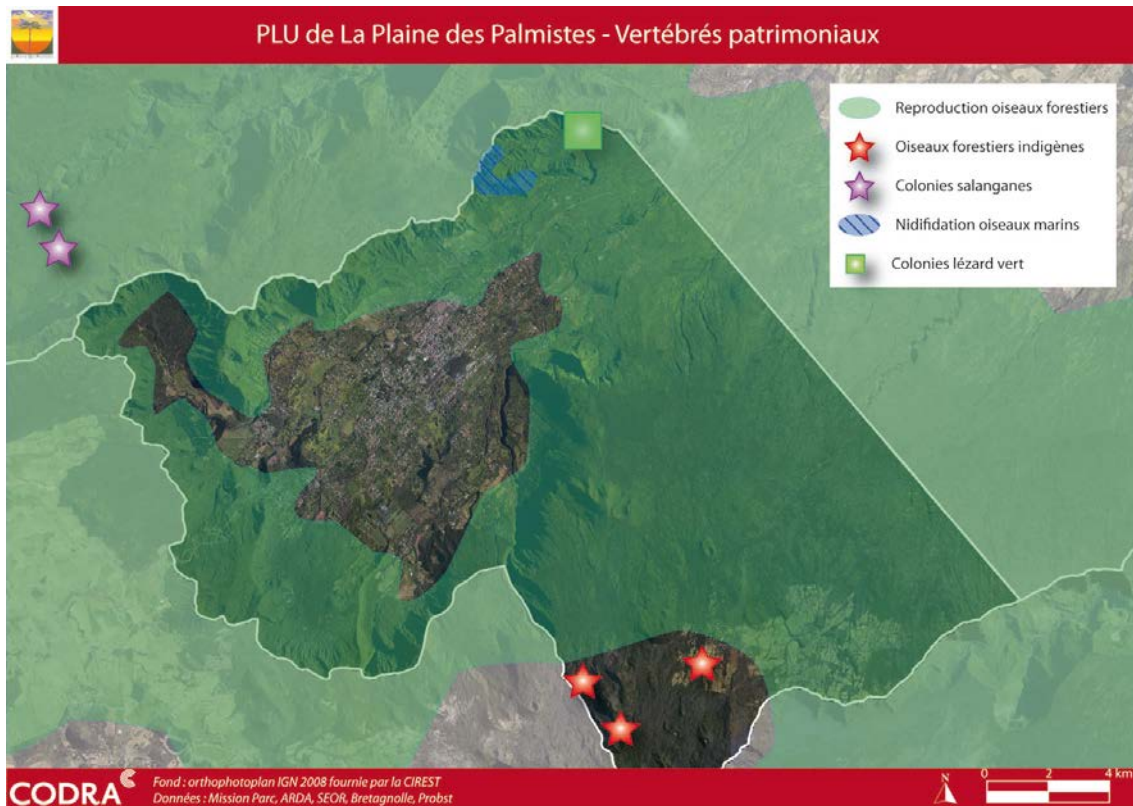 PLU de La Plaine des Palmistes - Vertébrés patrimoniaux
Reproduction oiseaux forestiers
Oiseaux forestiers indigènes
Colonies salanganes
Nidifidation oiseaux marins
Colonies lézard vert
CODRA
Fond : orthophotoplan IGN 2008 fournie par la CIREST
Données : Mission Parc, ARDA, SEOR, Bretagnolle, Probst
N
0 2 4 km